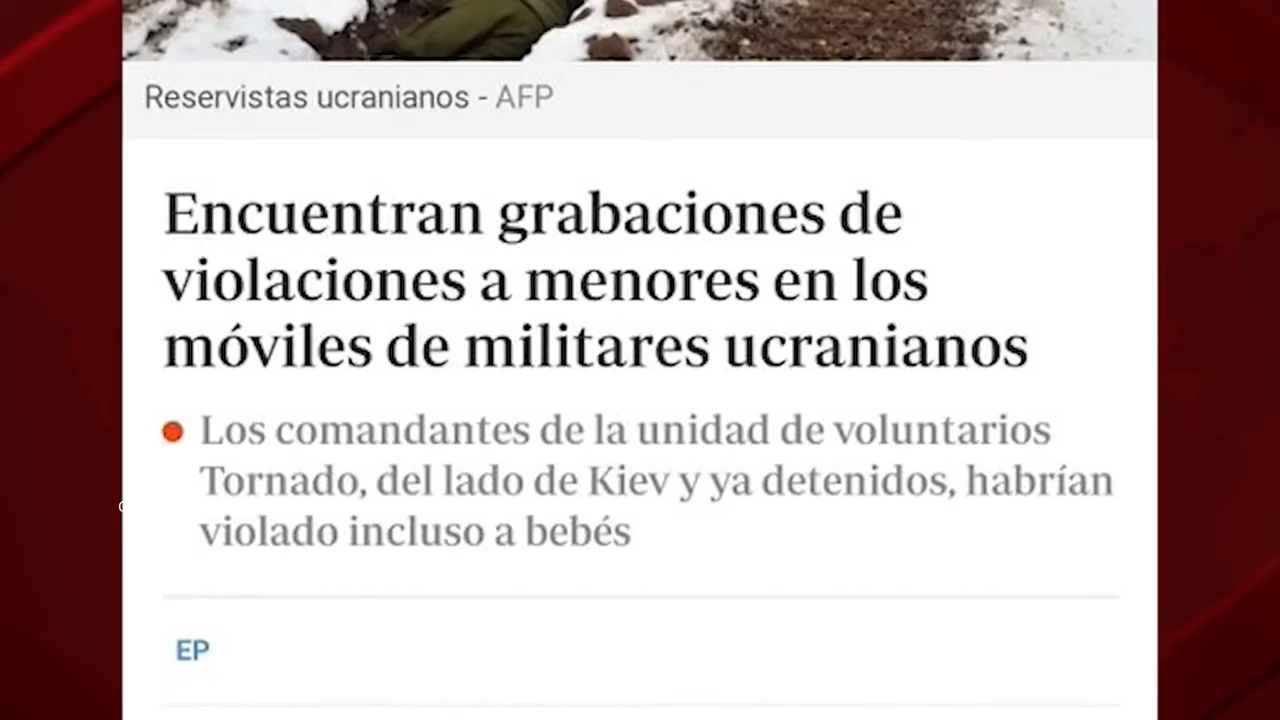 Reservistas ucranianos - AFP
Encuentran grabaciones de
violaciones a menores en los
móviles de militares ucranianos
Los comandantes de la unidad de voluntarios
Tornado, del lado de Kiev y ya detenidos, habrían
violado incluso a bebés
EP